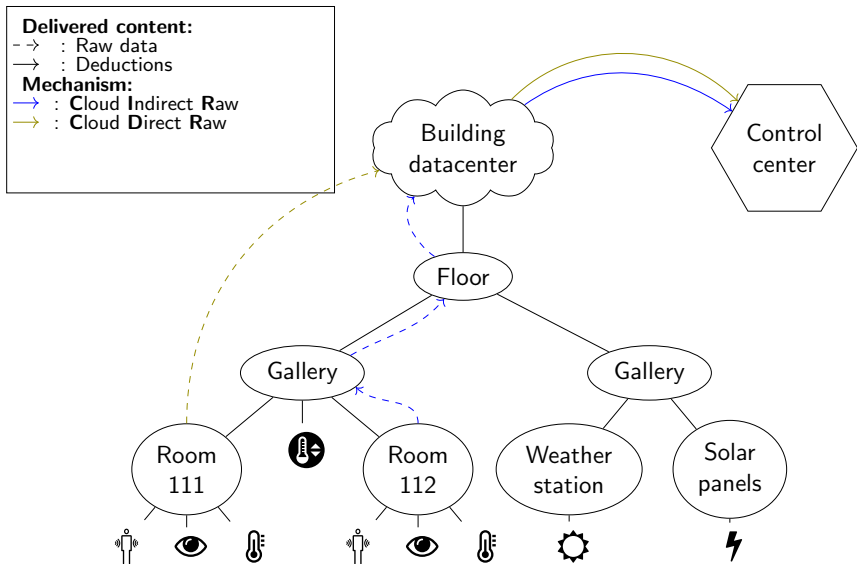 Delivered content:
: Raw data
: Deductions
Mechanism:
: Cloud Indirect Raw
: Cloud Direct Raw
Building
datacenter
Control
center
Floor
Gallery
Gallery
Room
111
Room
112
Weather
station
Solar
panels